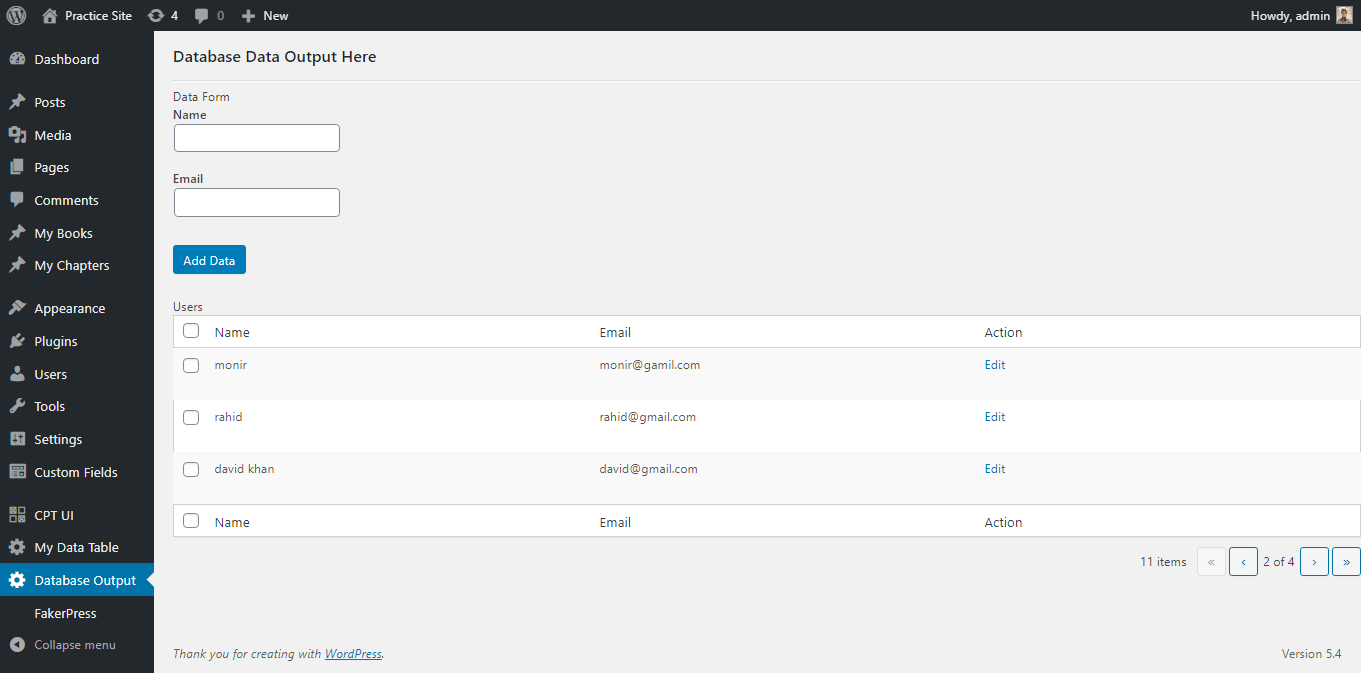 Practice Site 4 0 New Howdy, admin
Dashboard
Posts
Media
Pages
Comments
My Books
My Chapters
Appearance
Plugins
Users
Tools
Settings
Custom Fields
CPT UI
My Data Table
Database Output
FakerPress
Collapse menu
Database Data Output Here
Data Form
Name
Email
Add Data
Users
Name Email Action
monir monir@gamil.com Edit
rahid rahid@gmail.com Edit
david khan david@gmail.com Edit
Name Email Action
11 items « ‹ 2 of 4 › »
Thank you for creating with WordPress. Version 5.4